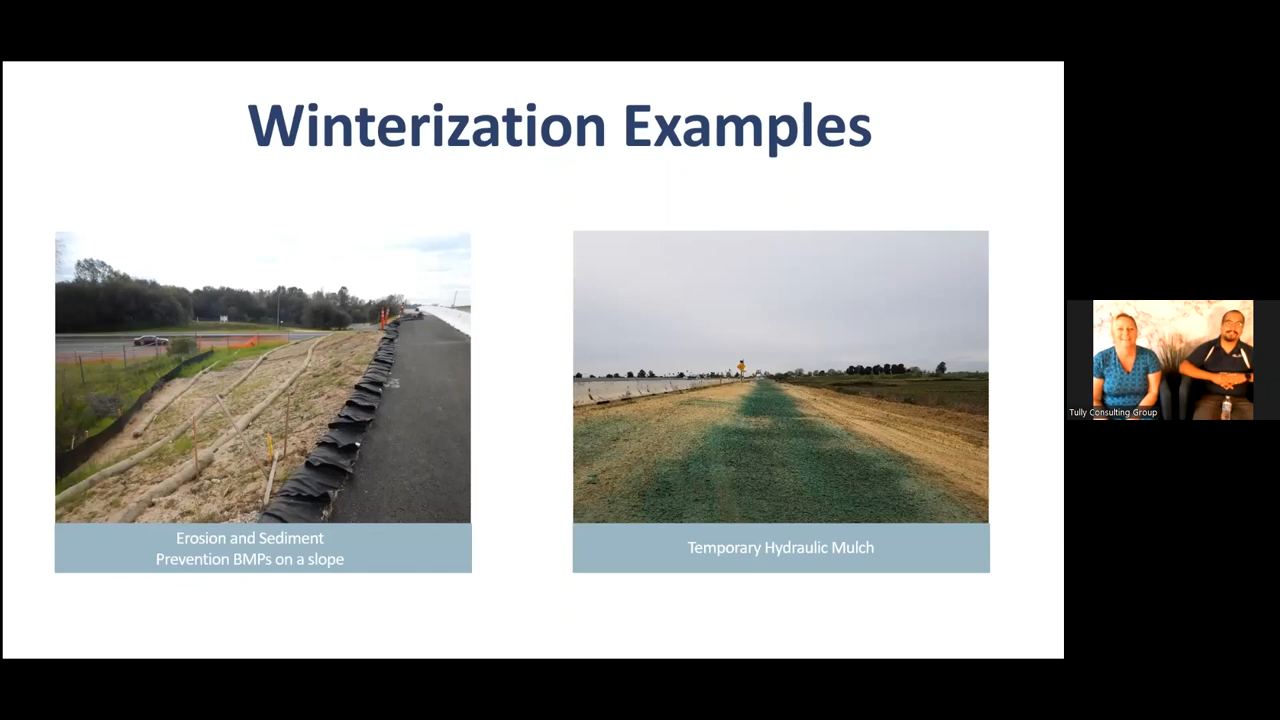 Winterization Examples
Erosion and Sediment
Prevention BMPs on a slope
Temporary Hydraulic Mulch
Tully Consulting Group